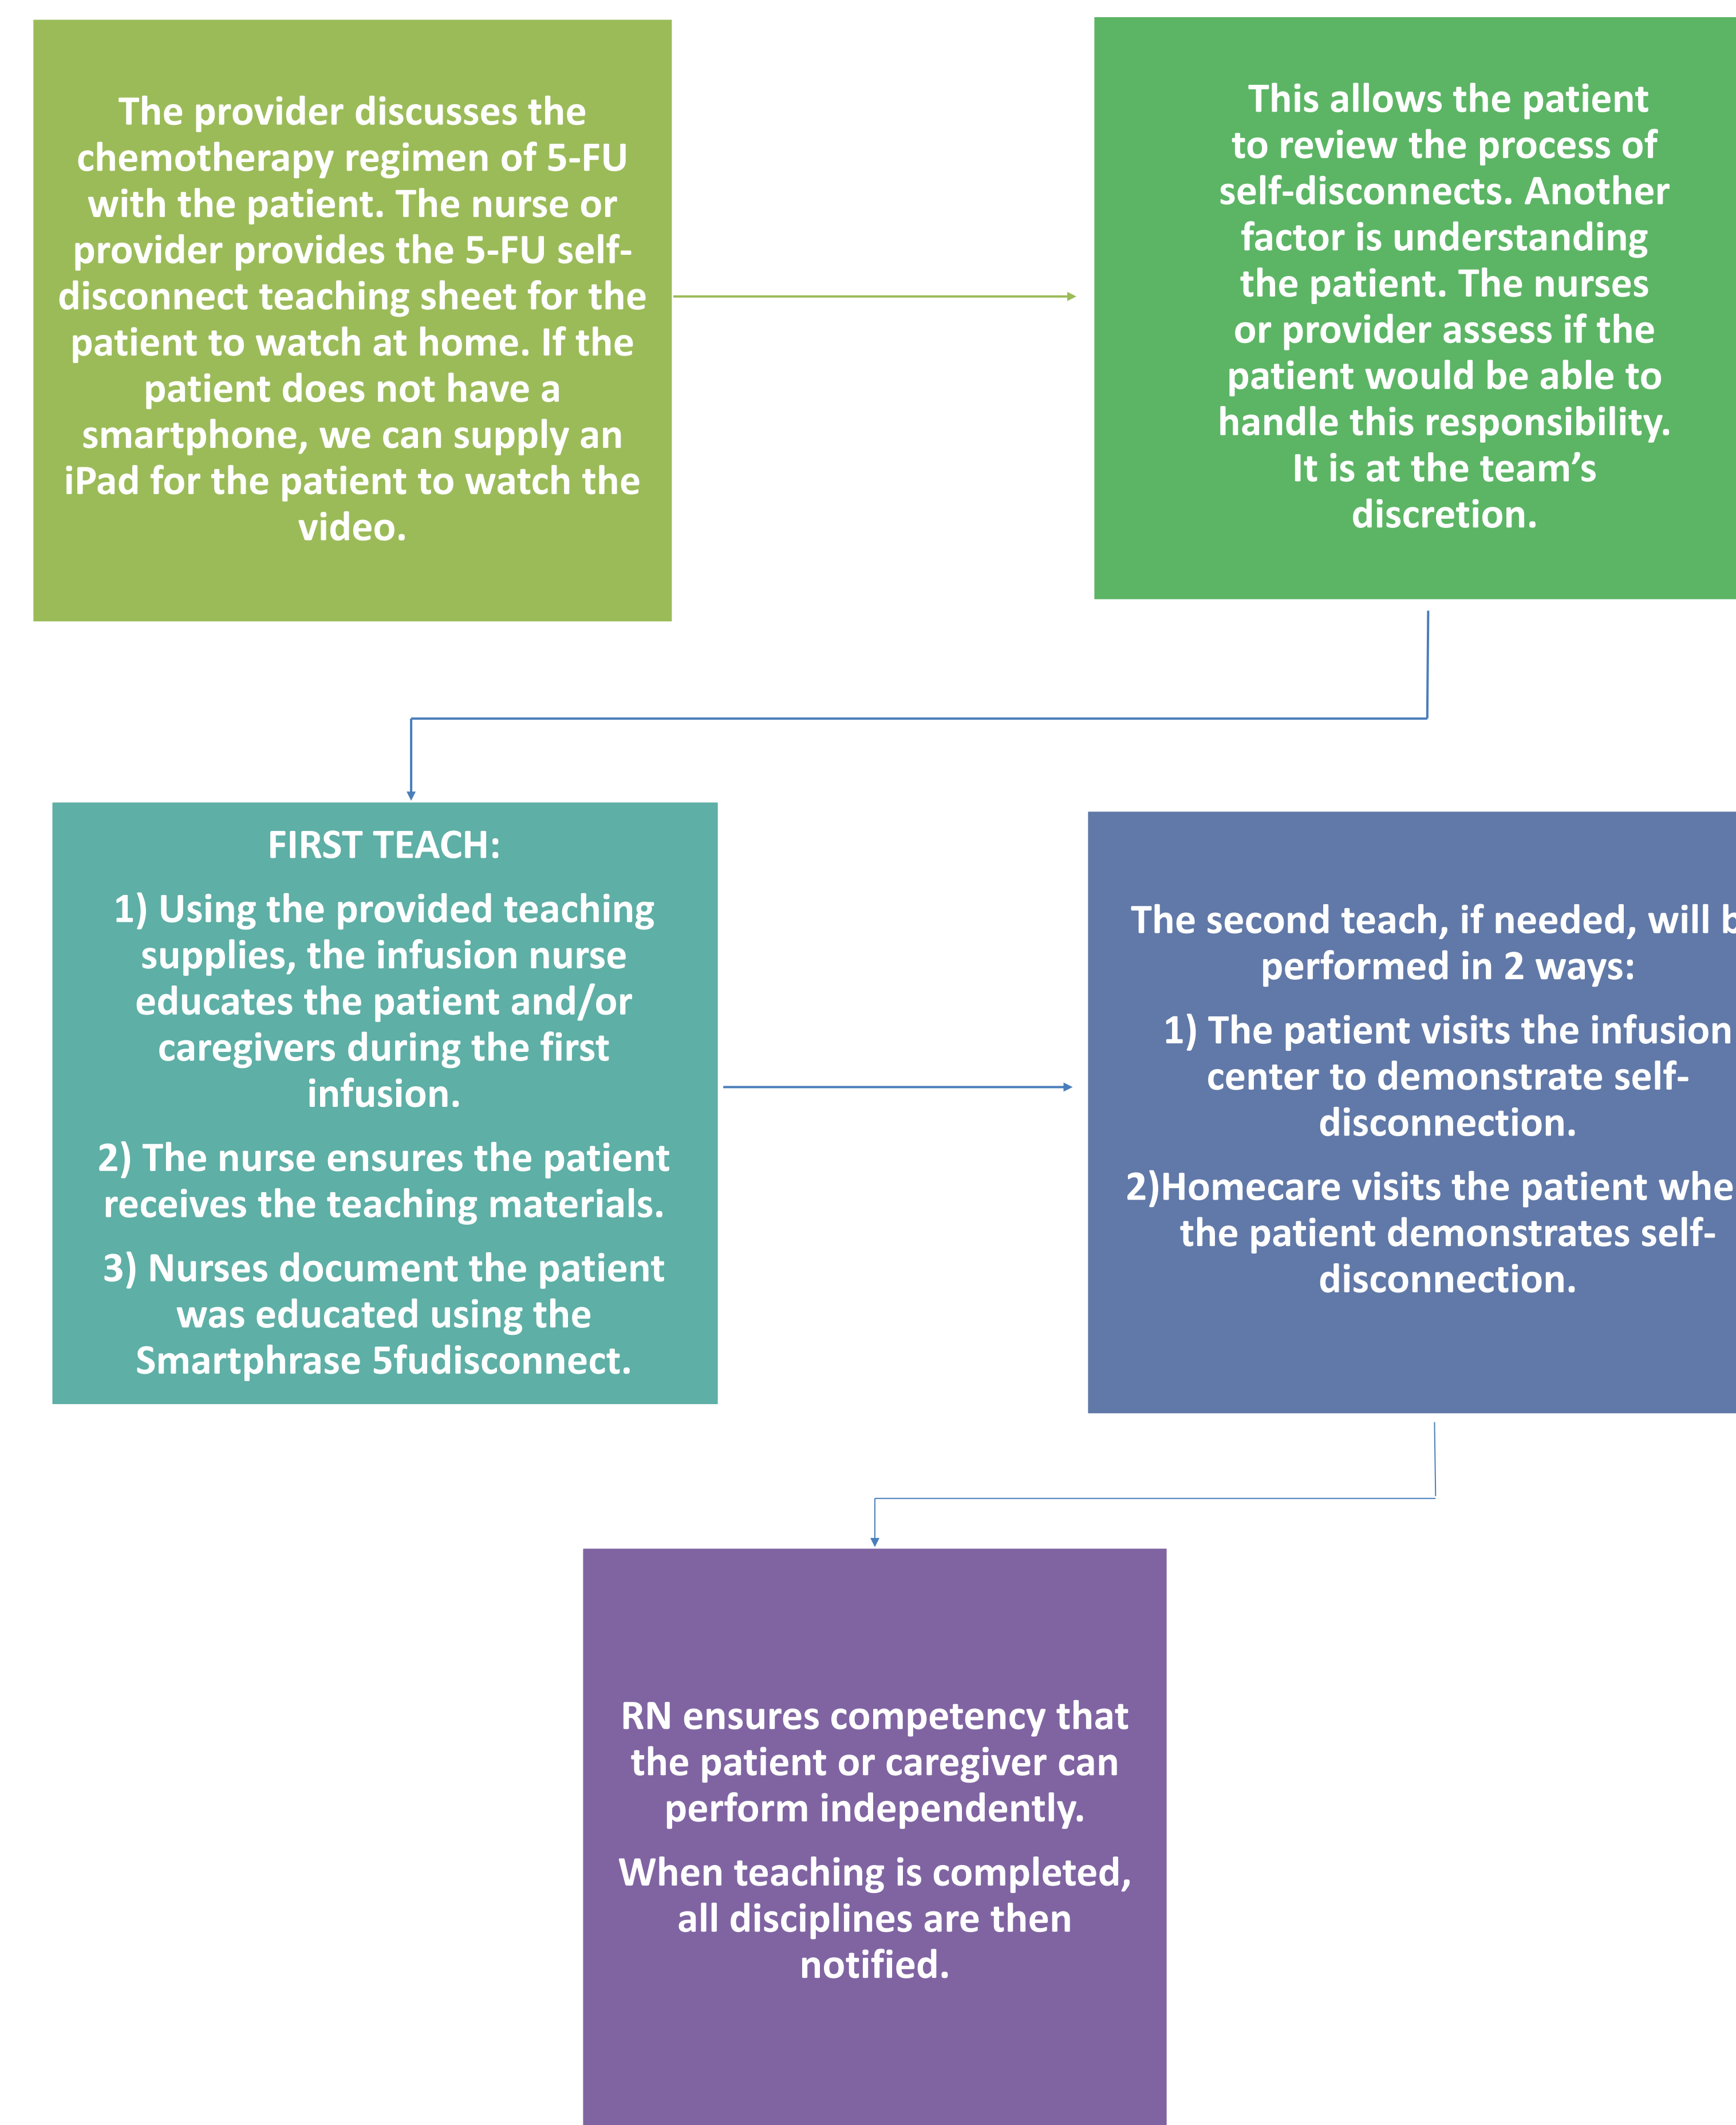 The provider discusses the
chemotherapy regimen of 5-FU
with the patient. The nurse or
provider provides the 5-FU self-
disconnect teaching sheet for the
patient to watch at home. If the
patient does not have a
smartphone, we can supply an
iPad for the patient to watch the
video.
This allows the patient
to review the process of
self-disconnects. Another
factor is understanding
the patient. The nurses
or provider assess if the
patient would be able to
handle this responsibility.
It is at the team’s
discretion.
FIRST TEACH:
1) Using the provided teaching
supplies, the infusion nurse
educates the patient and/or
caregivers during the first
infusion.
2) The nurse ensures the patient
receives the teaching materials.
3) Nurses document the patient
was educated using the
Smartphrase 5fudisconnect.
The second teach, if needed, will
performed in 2 ways:
1) The patient visits the infusion
center to demonstrate self-
disconnection.
2)Homecare visits the patient
the patient demonstrates self-
disconnection.
RN ensures competency that
the patient or caregiver can
perform independently.
When teaching is completed,
all disciplines are then
notified.